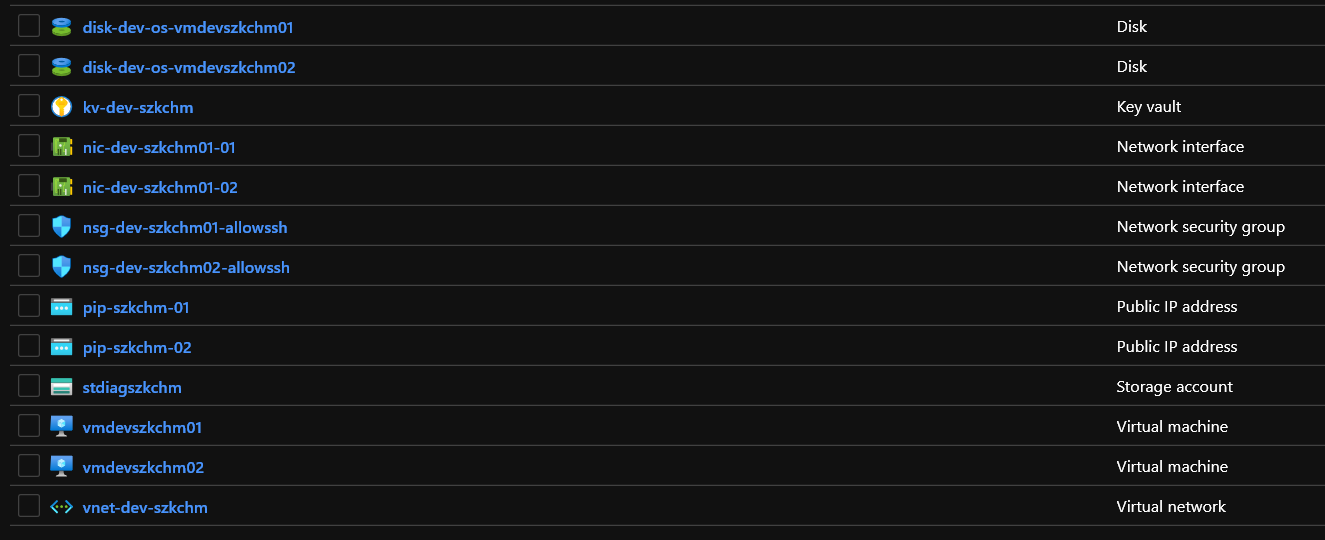 disk-dev-os-vmdevszkchm01 Disk
disk-dev-os-vmdevszkchm02 Disk
kv-dev-szkchm Key vault
nic-dev-szkchm01-01 Network interface
nic-dev-szkchm01-02 Network interface
nsg-dev-szkchm01-allowssh Network security group
nsg-dev-szkchm02-allowssh Network security group
pip-szkchm-01 Public IP address
pip-szkchm-02 Public IP address
stdiagszkchm Storage account
vmdevszkchm01 Virtual machine
vmdevszkchm02 Virtual machine
vnet-dev-szkchm Virtual network